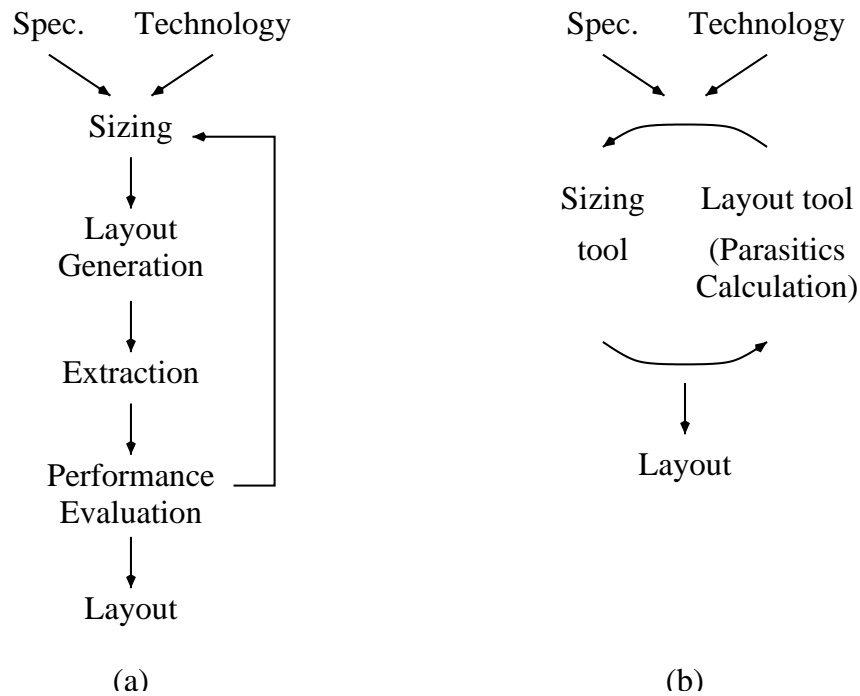 Spec. Technology
Sizing
Layout
Generation
Extraction
Performance
Evaluation
Layout
(a)
Spec. Technology
Sizing
tool
Layout tool
(Parasitics
Calculation)
Layout
(b)